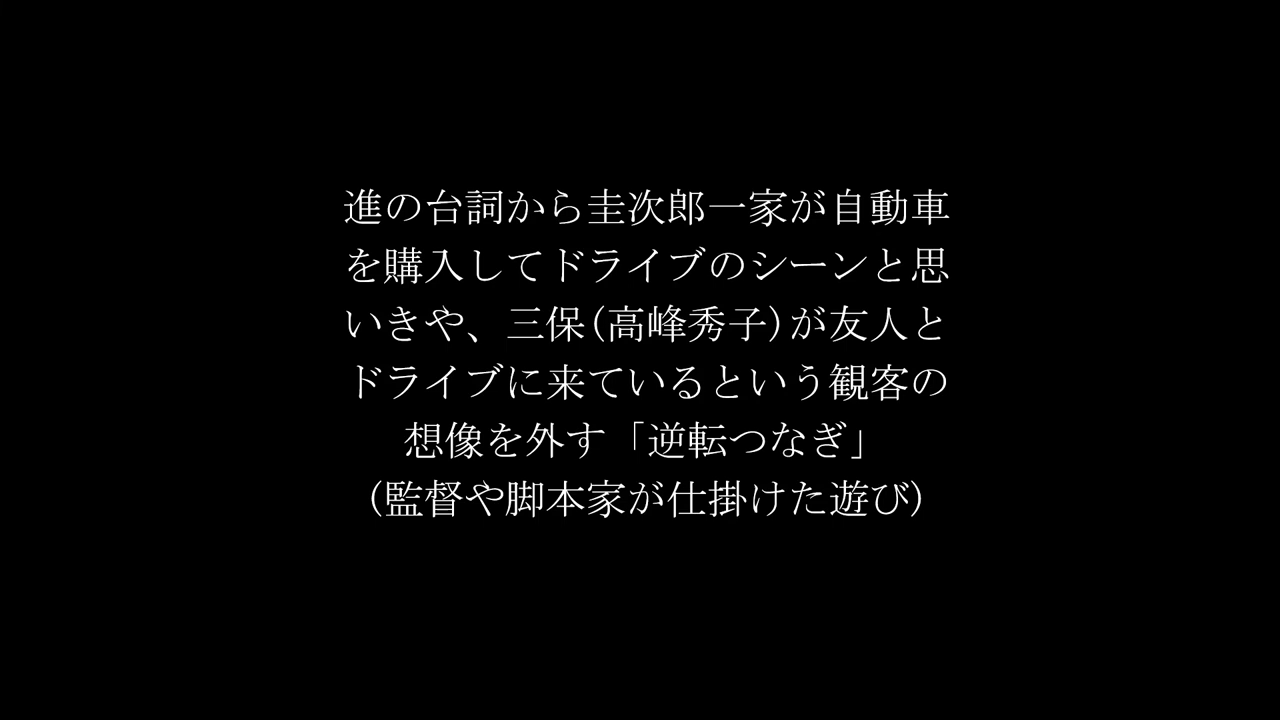 進の台詞から圭次郎一家が自動車
を購入してドライブのシーンと思
いきや、三保(高峰秀子)が友人と
ドライブに来ているという観客の
想像を外す「逆転つなぎ」
(監督や脚本家が仕掛けた遊び)